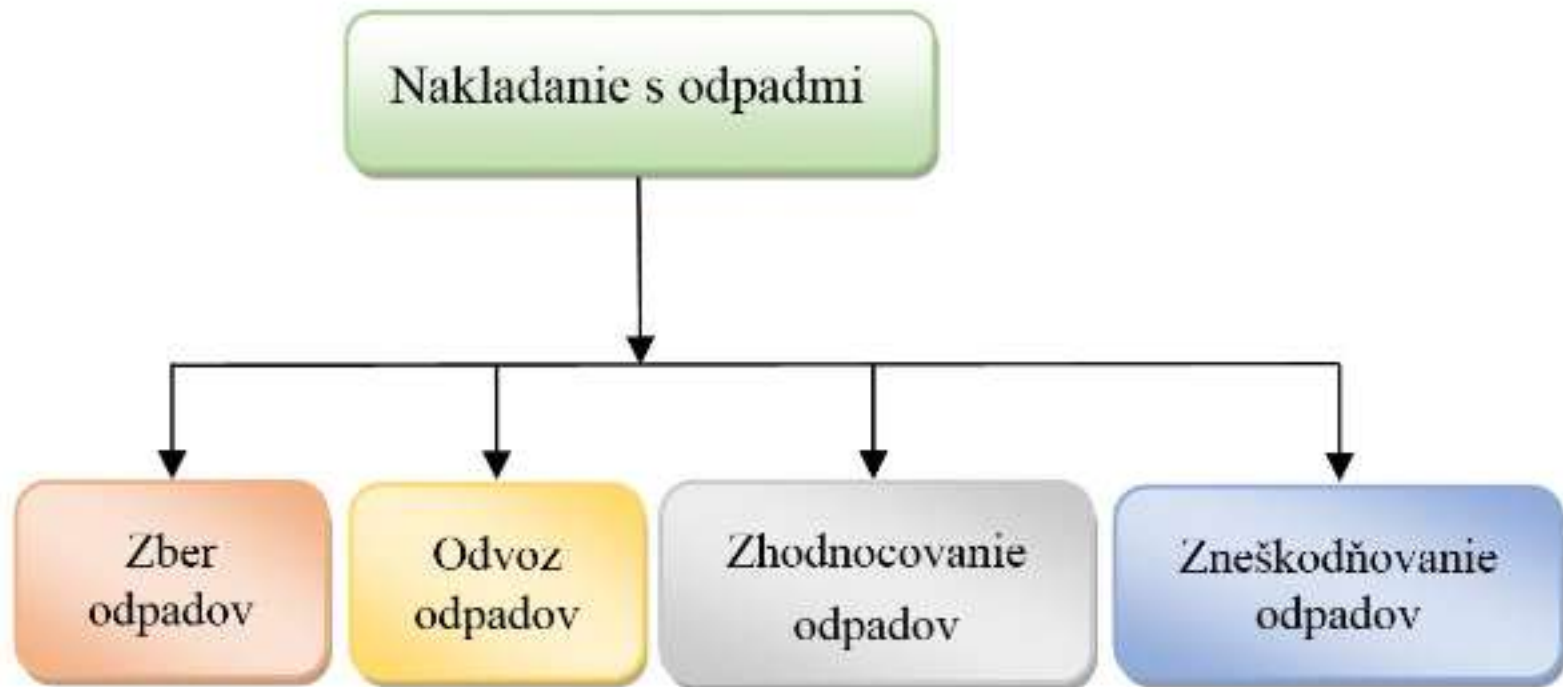 Nakladanie s odpadmi
Zber
odpadov
Odvoz
odpadov
Zhodnocovanie
odpadov
Zneškodňovanie
odpadov